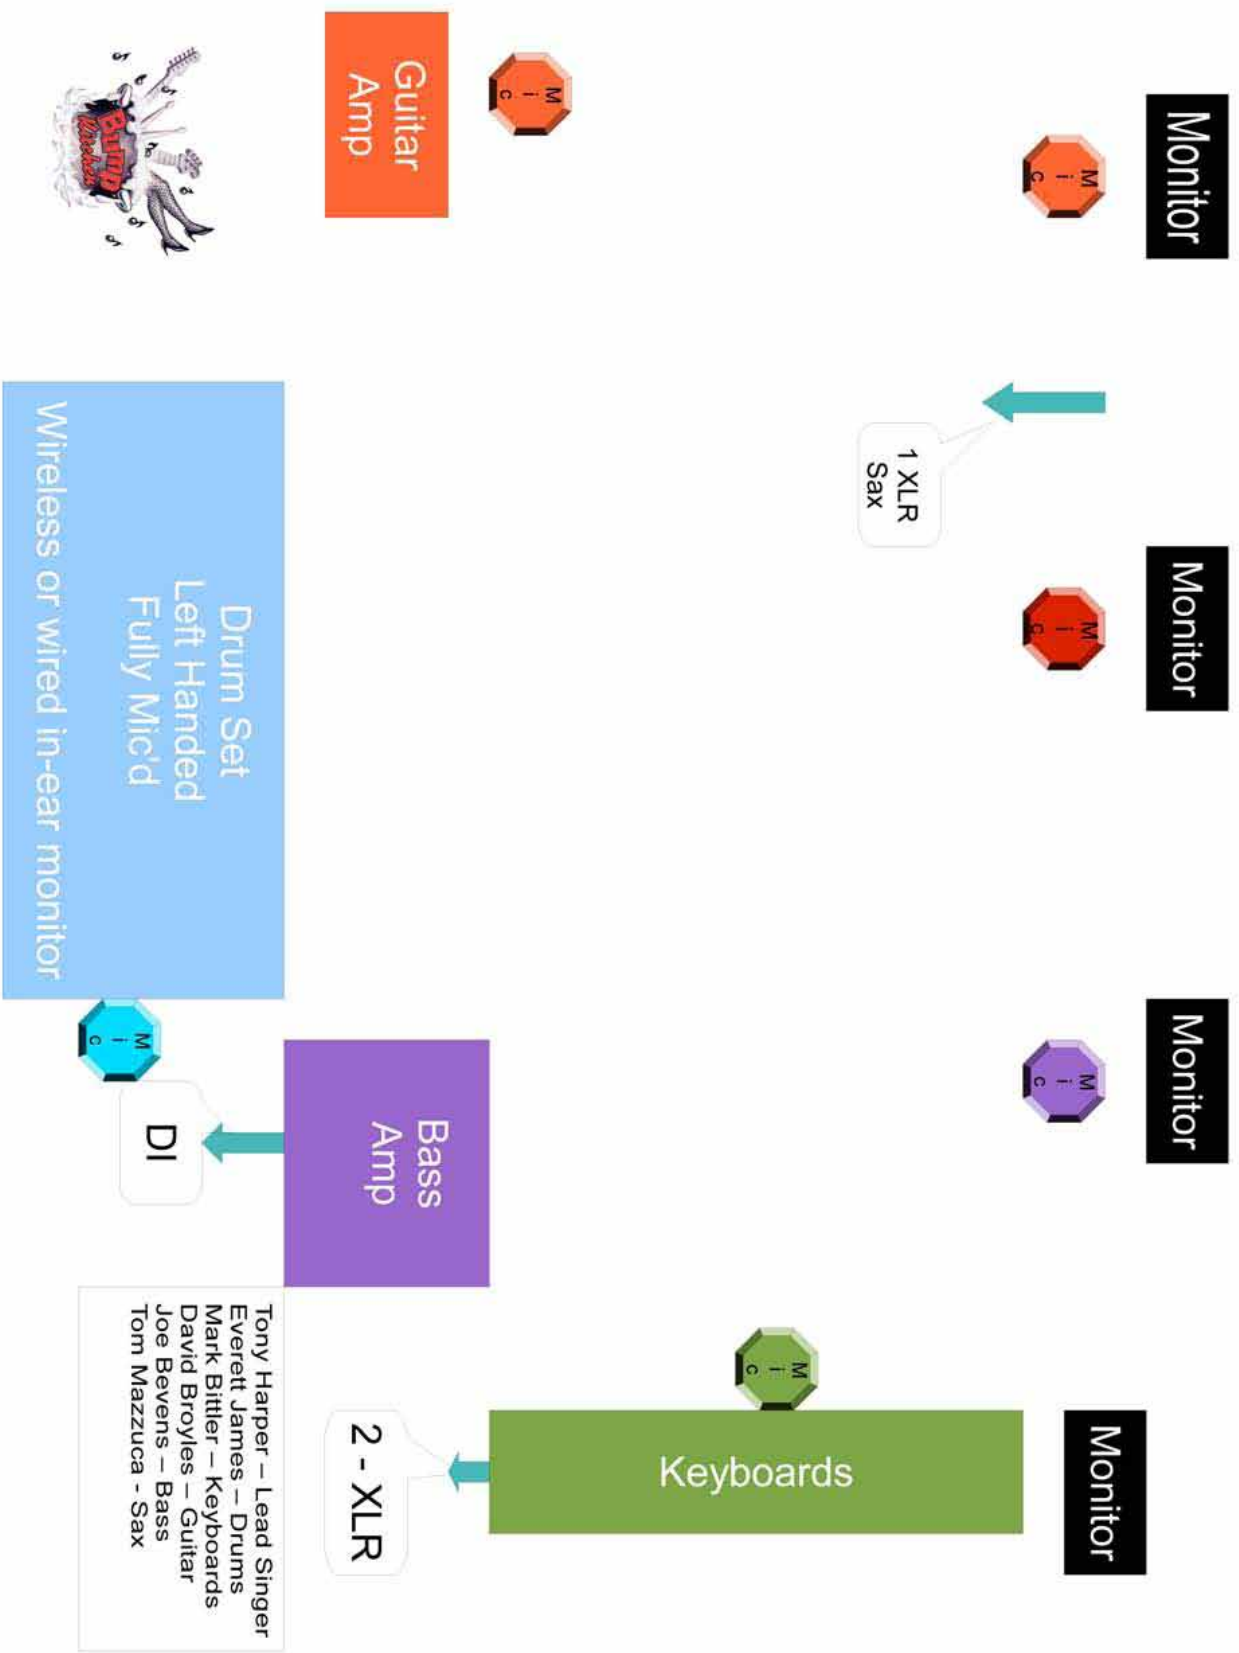 Bump
Kitchen
Guitar
Amp
M
i
c
M
i
c
Monitor
1 XLR
Sax
Drum Set
Left Handed
Fully Mic'd
Wireless or wired in-ear monitor
M
i
c
Monitor
M
i
c
DI
Bass
Amp
M
i
c
Monitor
M
i
c
Keyboards
2 - XLR
Monitor
Tony Harper – Lead Singer
Everett James – Drums
Mark Bittler – Keyboards
David Broyles – Guitar
Joe Bevens – Bass
Tom Mazzuca - Sax